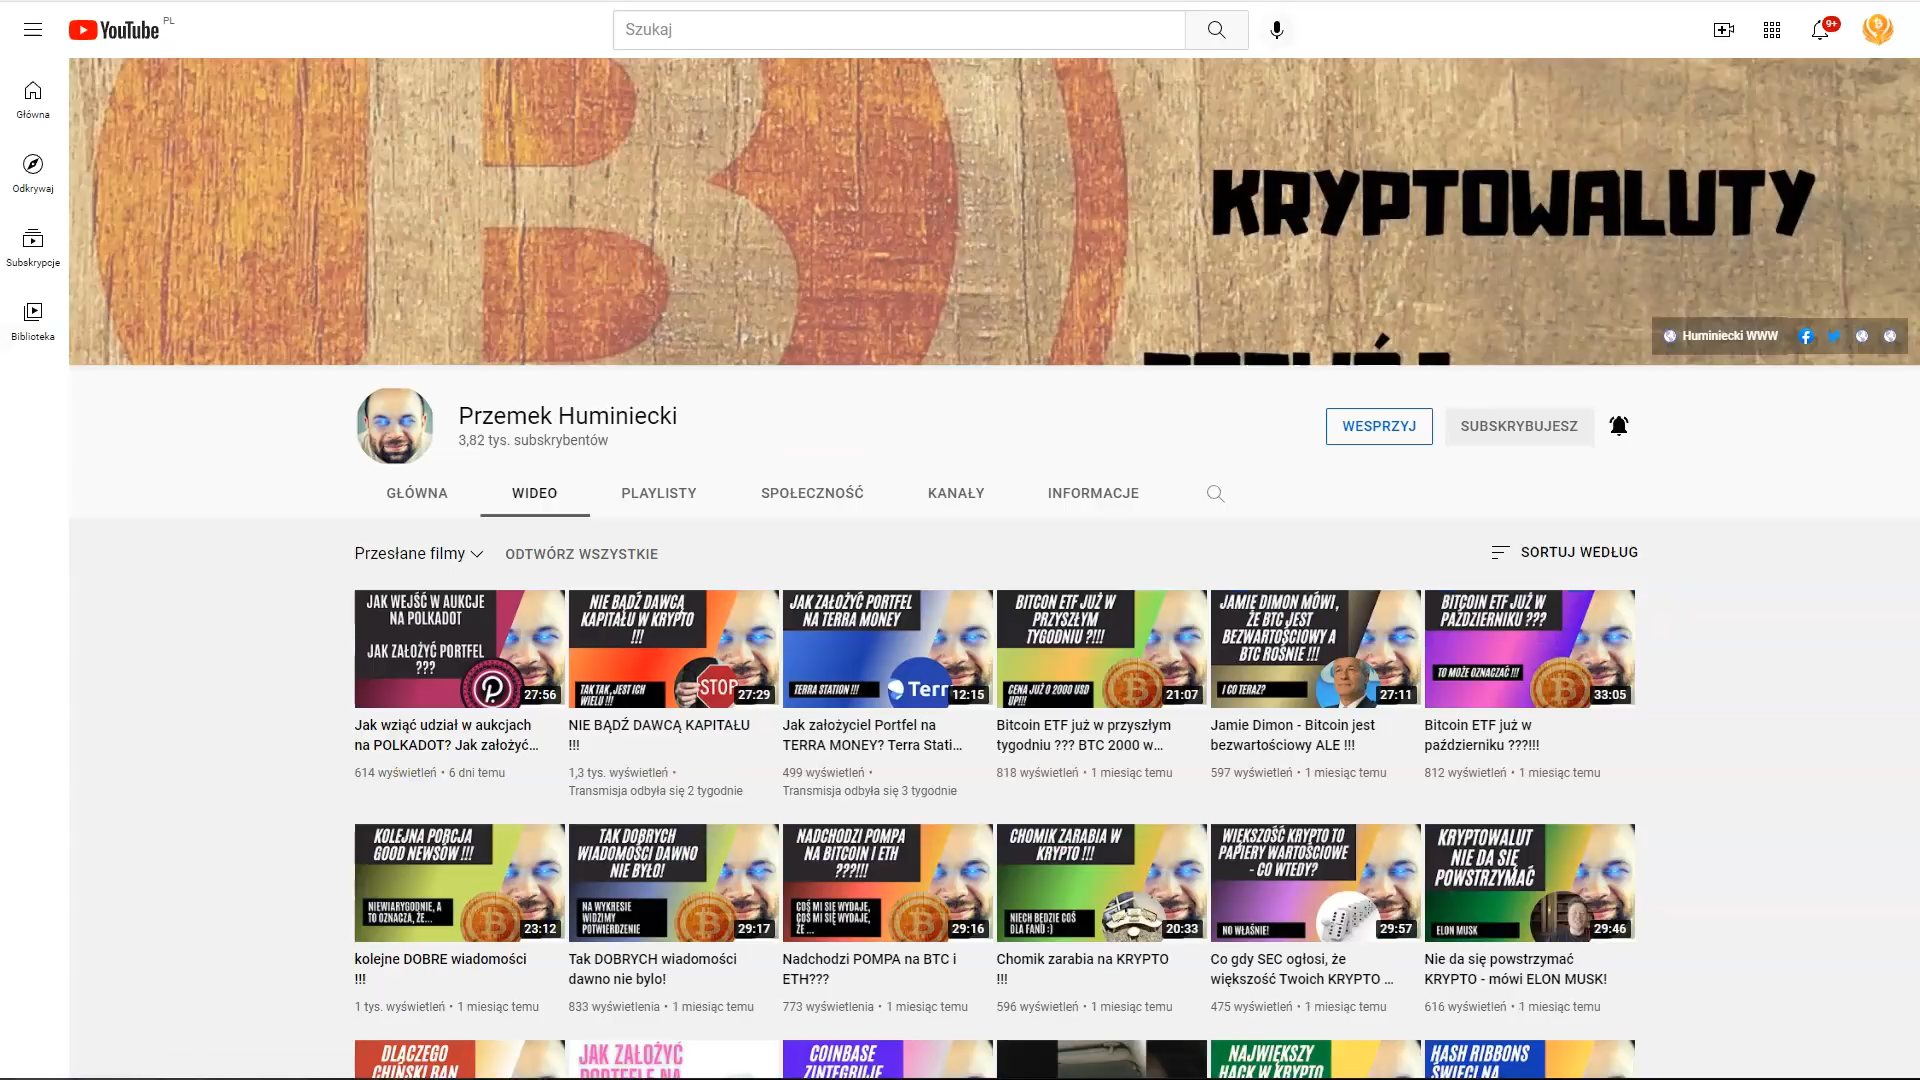 YouTube PL
Szukaj
9+
Główna
Odkrywaj
Subskrypcje
Biblioteka
KRYPTOWALUTY
Huminiecki WWW
Przemek Huminiecki
3,82 tys. subskrybentów
WESPRZYJ
SUBSKRYBUJESZ
GŁÓWNA
WIDEO
PLAYLISTY
SPOŁECZNOŚĆ
KANAŁY
INFORMACJE
Przesłane filmy
ODTWÓRZ WSZYSTKIE
SORTUJ WEDŁUG
JAK WEJŚĆ W AUKCJE
NA POLKADOT
JAK ZAŁOŻYĆ PORTFEL
???
27:56
Jak wziąć udział w aukcjach
na POLKADOT? Jak założyć...
614 wyświetleń • 6 dni temu
NIE BĄDŹ DAWCĄ
KAPITAŁU W KRYPTO
!!!
TAK TAK, JEST ICH
WIELU !!!
STOP
27:29
NIE BĄDŹ DAWCĄ KAPITAŁU
!!!
1,3 tys. wyświetleń •
Transmisja odbyła się 2 tygodnie
JAK ZAŁOŻYĆ PORTFEL
NA TERRA MONEY
TERRA STATION !!!
Terr
12:15
Jak założyciel Portfel na
TERRA MONEY? Terra Stati...
499 wyświetleń •
Transmisja odbyła się 3 tygodnie
BITCON ETF JUŻ W
PRZYSZŁYM
TYGODNIU ?!!!
CENA JUŻ O 2000 USD
UP!!!
21:07
Bitcoin ETF już w przyszłym
tygodniu ??? BTC 2000 w...
818 wyświetleń • 1 miesiąc temu
JAMIE DIMON MÓWI,
ŻE BTC JEST
BEZWARTOŚCIOWY A
BTC ROŚNIE !!!
I CO TERAZ?
27:11
Jamie Dimon - Bitcoin jest
bezwartościowy ALE !!!
597 wyświetleń • 1 miesiąc temu
BITCOIN ETF JUŻ W
PAŹDZIERNIKU ???
TO MOŻE OZNACZAĆ !!!
33:05
Bitcoin ETF już w
październiku ???!!!
812 wyświetleń • 1 miesiąc temu
KOLEJNA PORCJA
GOOD NEWSÓW !!!
NIEWIARYGODNIE, A
TO OZNACZA, ŻE...
23:12
kolejne DOBRE wiadomości
!!!
1 tys. wyświetleń • 1 miesiąc temu
TAK DOBRYCH
WIADOMOŚCI DAWNO
NIE BYŁO!
NA WYKRESIE
WIDZIMY
POTWIERDZENIE
29:17
Tak DOBRYCH wiadomości
dawno nie bylo!
833 wyświetlenia • 1 miesiąc temu
NADCHODZI POMPA
NA BITCOIN I ETH
???!!!
COŚ MI SIĘ WYDAJE,
COŚ MI SIĘ WYDAJE,
ŻE ...
29:16
Nadchodzi POMPA na BTC i
ETH???
773 wyświetlenia • 1 miesiąc temu
CHOMIK ZARABIA W
KRYPTO !!!
NIECH BĘDZIE COŚ
DLA FANU :)
20:33
Chomik zarabia na KRYPTO
!!!
596 wyświetleń • 1 miesiąc temu
WIĘKSZOŚĆ KRYPTO TO
PAPIERY WARTOŚCIOWE
- CO WTEDY?
NO WŁAŚNIE!
29:57
Co gdy SEC ogłosi, że
większość Twoich KRYPTO ...
475 wyświetleń • 1 miesiąc temu
KRYPTOWALUT
NIE DA SIĘ
POWSTRZYMAĆ
ELON MUSK
29:46
Nie da się powstrzymać
KRYPTO - mówi ELON MUSK!
616 wyświetleń • 1 miesiąc temu
DLACZEGO
CHIŃSKI BAN
JAK ZAŁOŻYĆ
PORTFELE NA
COINBASE
ZINTEGRUJE
NAJWIĘKSZY
HACK W KRYPTO
HASH RIBBONS
ŚWIECI NA